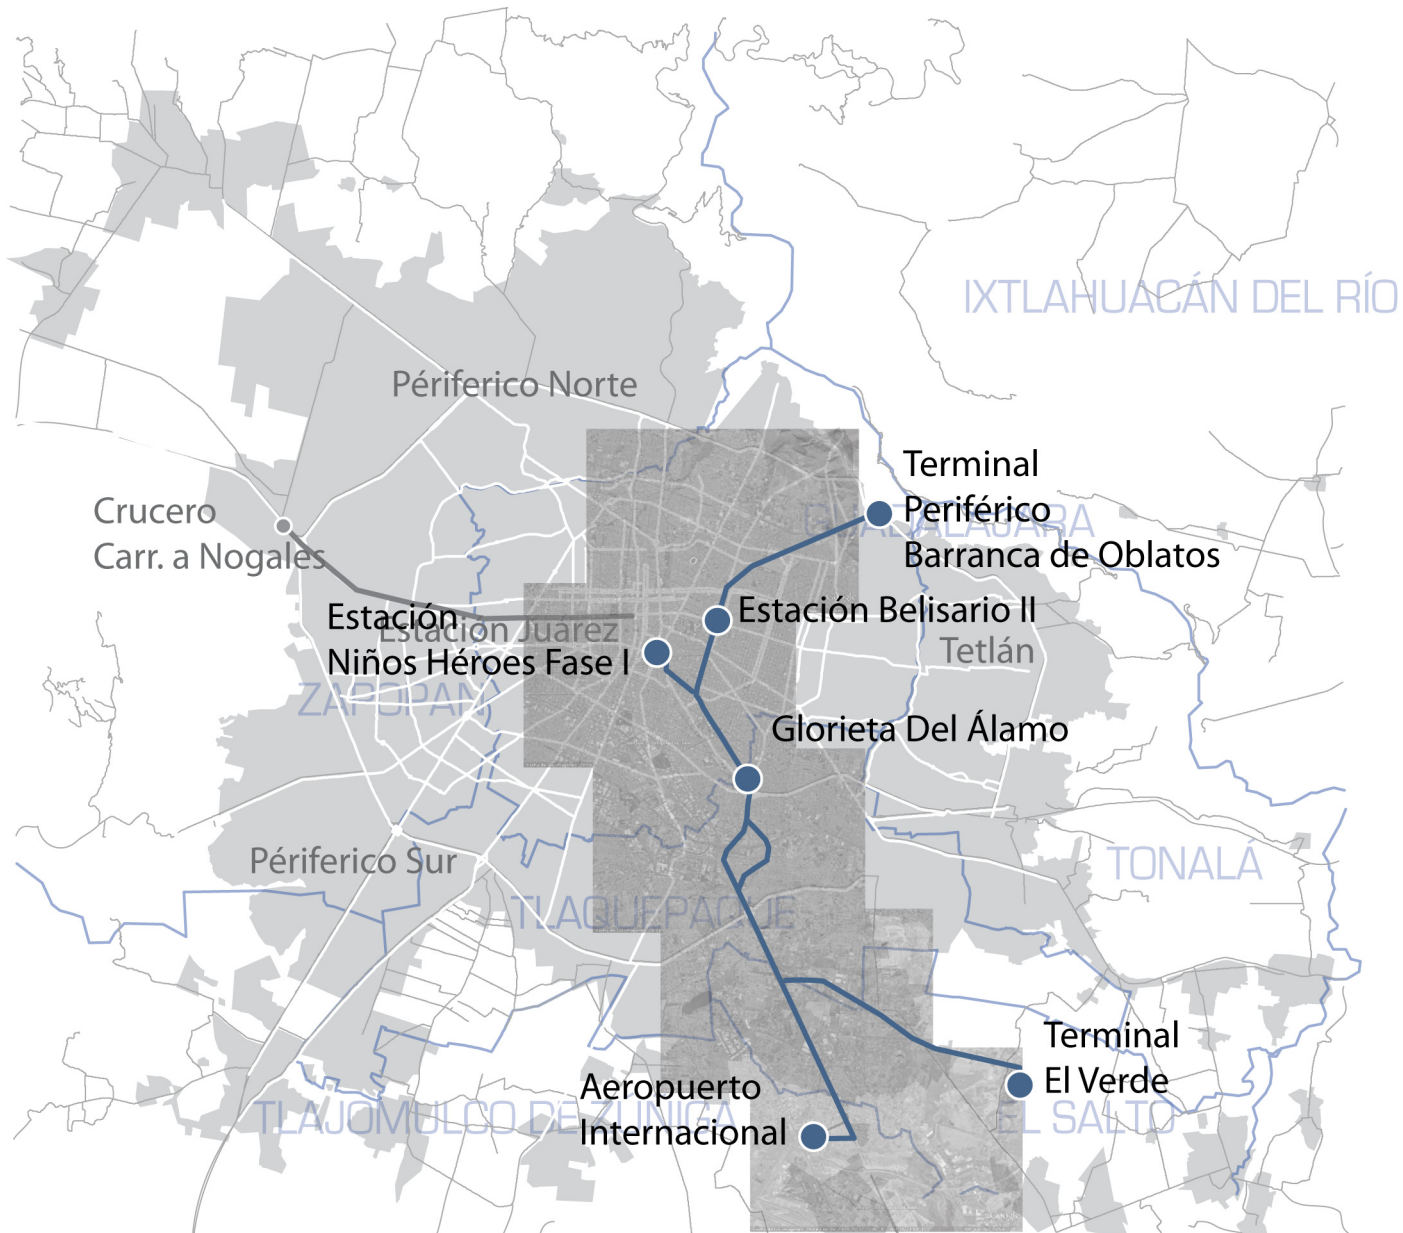 IXTLAHUACÁN DEL RÍO
Périferico Norte
Terminal
Periférico
Barranca de Oblatos
GUADALAJARA
Crucero
Carr. a Nogales
Estación
Niños Héroes Fase I
Estación Juárez
Estación Belisario II
Tetlán
ZAPOPAN
Glorieta Del Álamo
Périferico Sur
TONALÁ
TLAQUEPAQUE
Terminal
El Verde
Aeropuerto
Internacional
TLAJOMULCO DE ZUÑIGA
EL SALTO